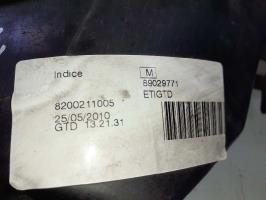 Indice M
89029771
8200211005 ETIGTD
25/05/2010
GTD 13.21.31